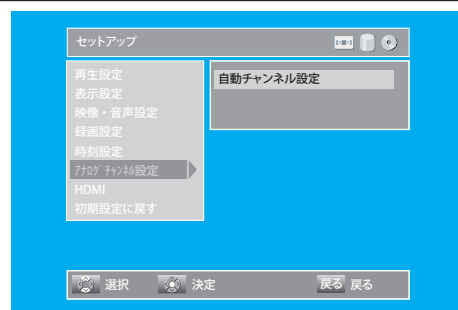 セットアップ
再生設定
表示設定
映像・音声設定
録画設定
時刻設定
ｱﾅﾛｸﾞﾁｬﾝﾈﾙ設定
HDMI
初期設定に戻す
自動チャンネル設定
選択 決定 戻る 戻る